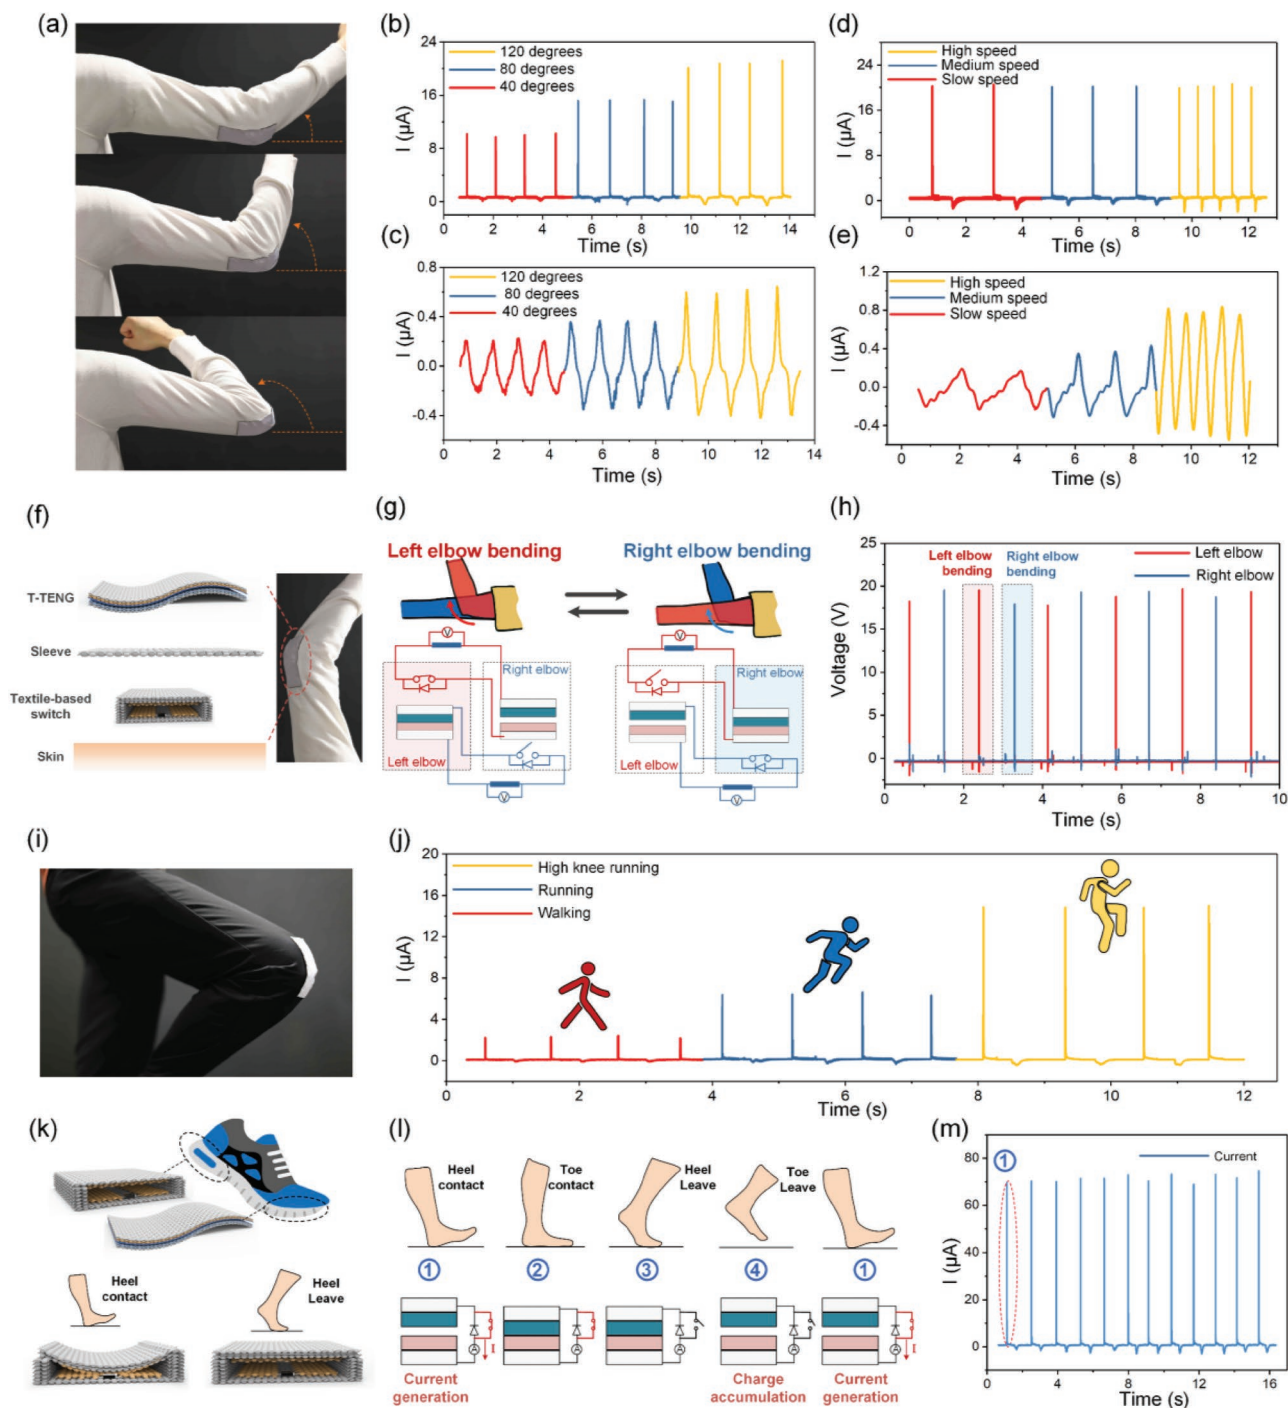 (a)
(b)
24
16
8
0
I (μA)
120 degrees
80 degrees
40 degrees
0 2 4 6 8 10 12 14
Time (s)
(c)
0.8
0.4
0.0
-0.4
I (μA)
120 degrees
80 degrees
40 degrees
0 2 4 6 8 10 12 14
Time (s)
(d)
24
16
8
0
I (μA)
High speed
Medium speed
Slow speed
0 2 4 6 8 10 12
Time (s)
(e)
1.2
0.8
0.4
0.0
-0.4
I (μA)
High speed
Medium speed
Slow speed
0 2 4 6 8 10 12
Time (s)
(f)
T-TENG
Sleeve
Textile-based
switch
Skin
(g)
Left elbow bending
Right elbow bending
V
Right elbow
Left elbow
V
V
Left elbow
Right elbow
V
(h)
25
20
15
10
5
0
Voltage (V)
Left elbow
bending
Right elbow
bending
Left elbow
Right elbow
0 2 4 6 8 10
Time (s)
(i)
(j)
20
16
12
8
4
0
I (μA)
High knee running
Running
Walking
0 2 4 6 8 10 12
Time (s)
(k)
Heel
contact
Heel
Leave
(l)
Heel
contact
Toe
contact
Heel
Leave
Toe
Leave
1 2 3 4 1
A A A A A
I
I
Current
generation
Charge
accumulation
Current
generation
(m)
80
60
40
20
0
I (μA)
1
Current
0 4 8 12 16
Time (s)